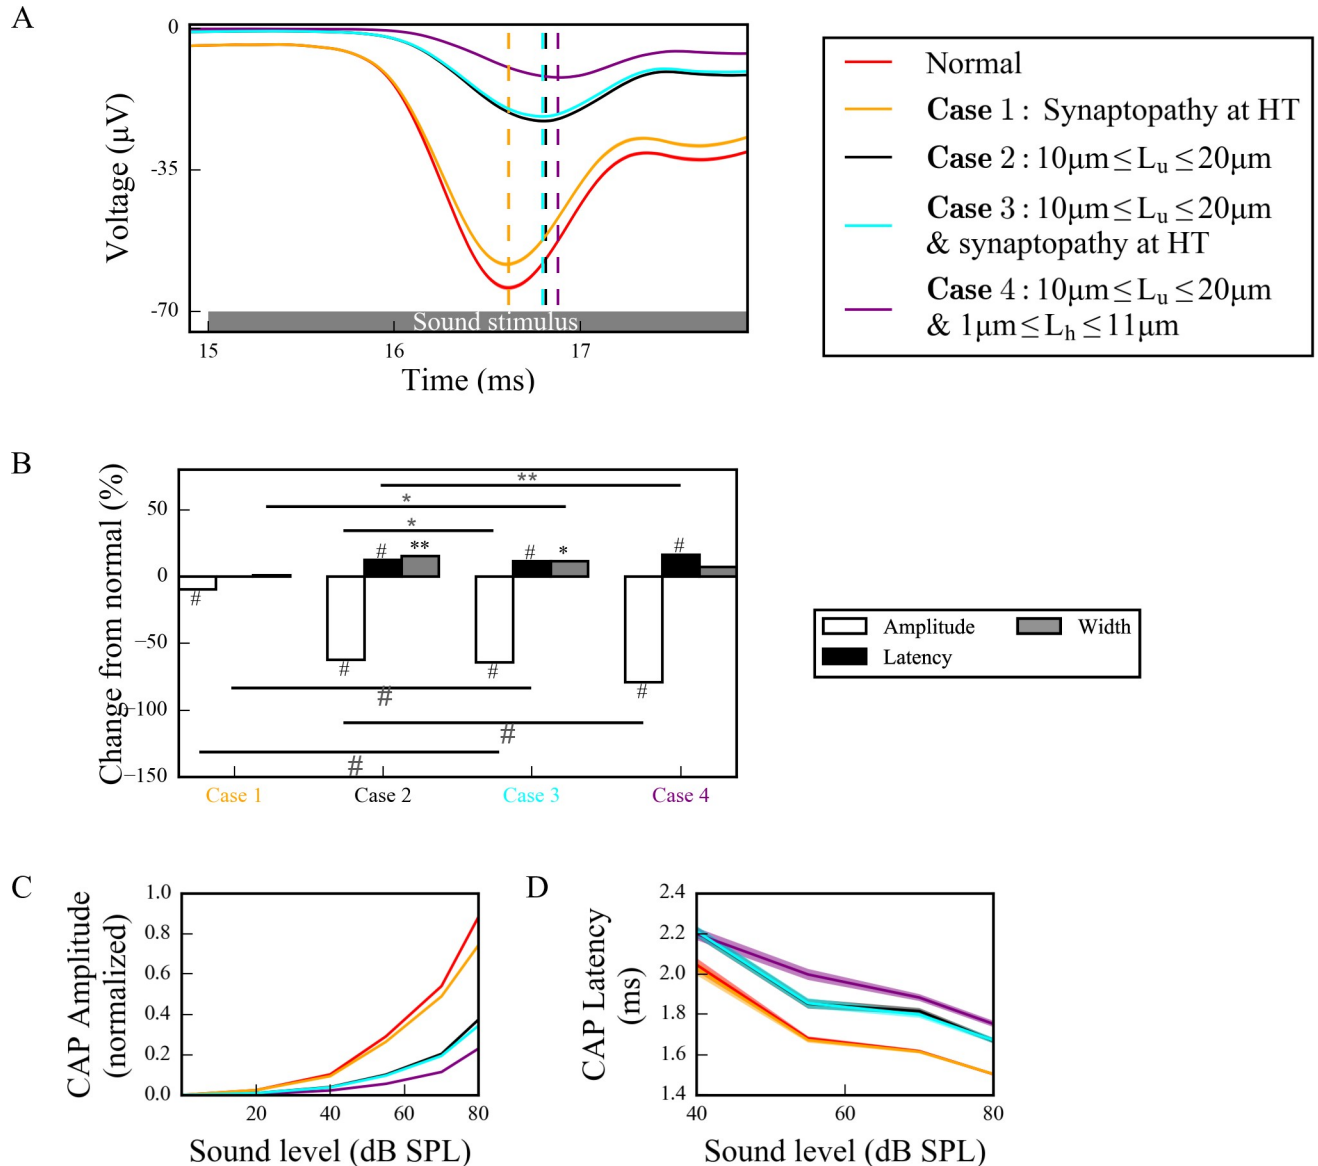 A
0
-35
-70
Voltage (μV)
Sound stimulus
15 16 17
Time (ms)
Normal
Case 1 : Synaptopathy at HT
Case 2 : 10μm ≤ Lu ≤ 20μm
Case 3 : 10μm ≤ Lu ≤ 20μm
& synaptopathy at HT
Case 4 : 10μm ≤ Lu ≤ 20μm
& 1μm ≤ Lh ≤ 11μm
B
Change from normal (%)
50
0
−50
−100
−150
**
*
*
# ** # * #
#
# # #
#
#
#
Case 1 Case 2 Case 3 Case 4
Amplitude Width
Latency
C
CAP Amplitude
(normalized)
1.0
0.8
0.6
0.4
0.2
0.0
20 40 60 80
Sound level (dB SPL)
D
CAP Latency
(ms)
2.4
2.2
2.0
1.8
1.6
1.4
40 60 80
Sound level (dB SPL)